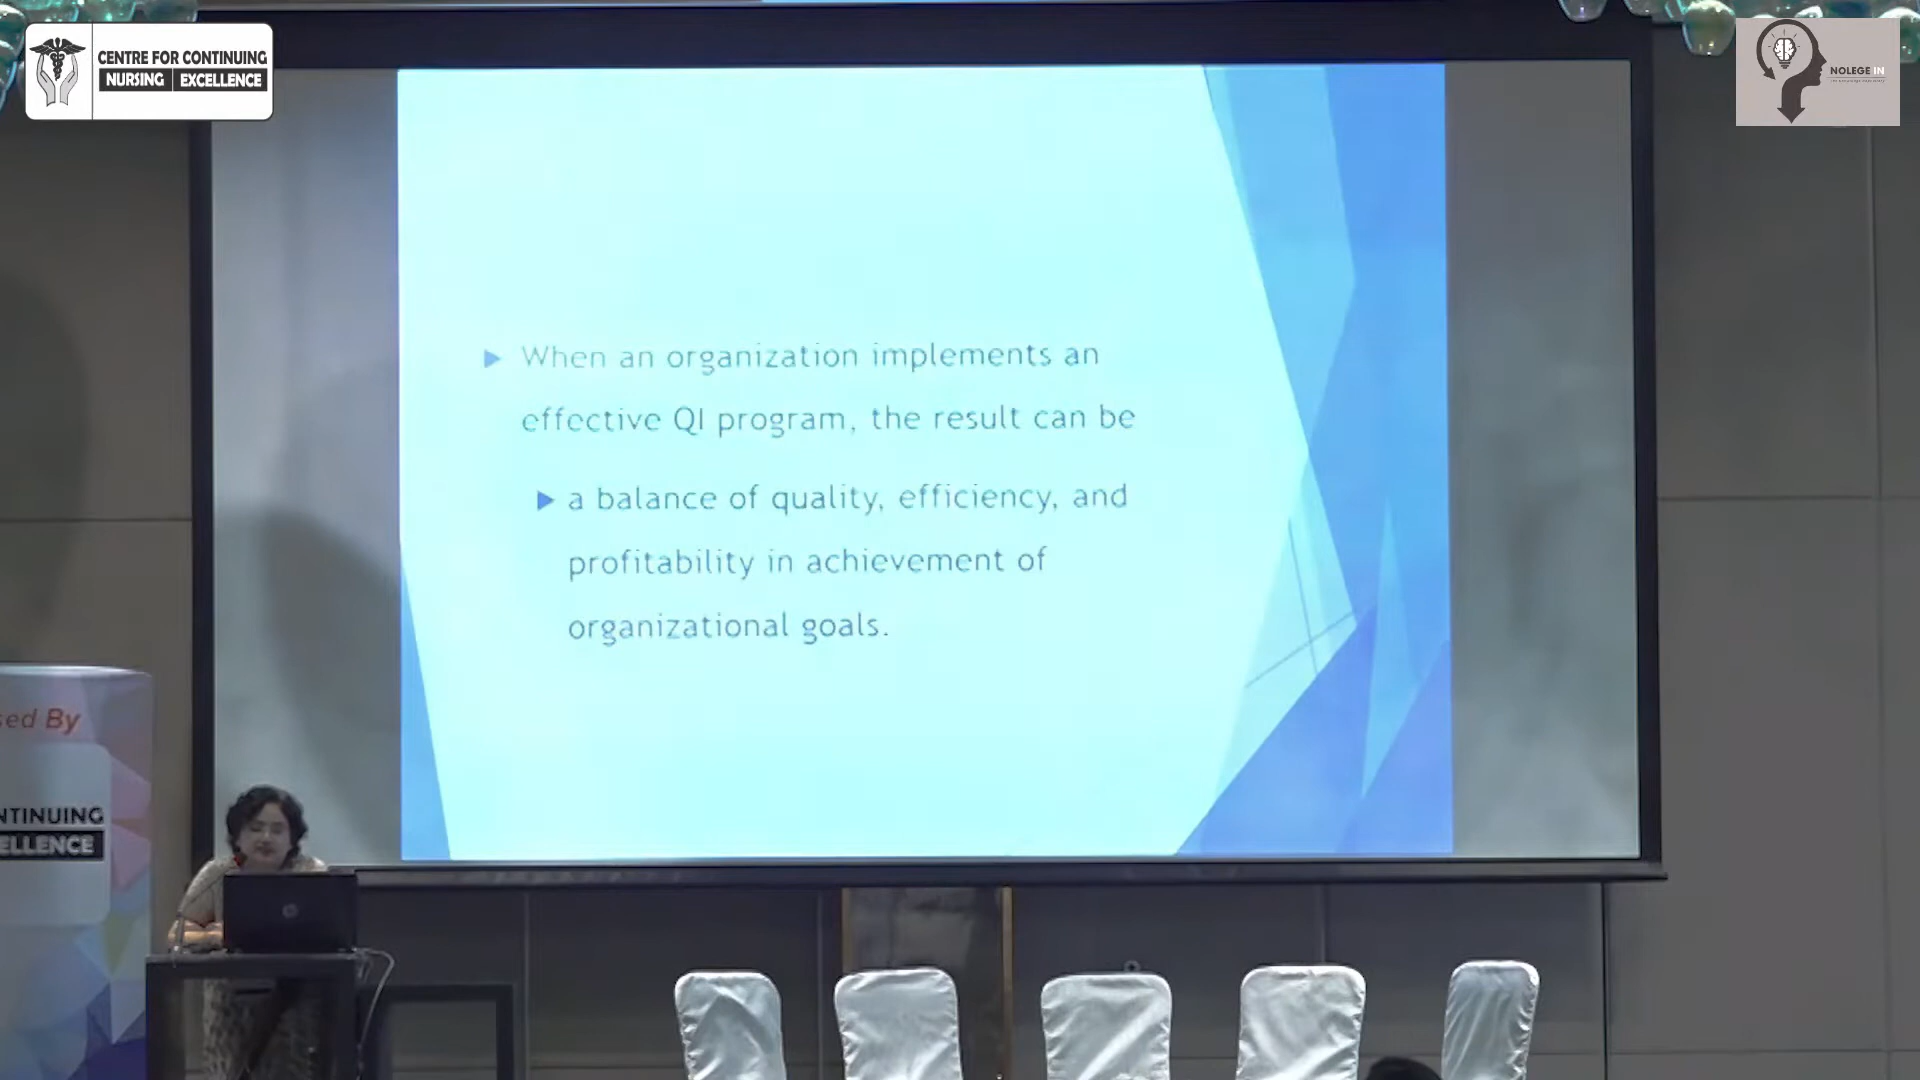 CENTRE FOR CONTINUING
NURSING EXCELLENCE
NOLEGE IN
When an organization implements an
effective QI program, the result can be
a balance of quality, efficiency, and
profitability in achievement of
organizational goals.
sed By
NTINUING
ELLENCE